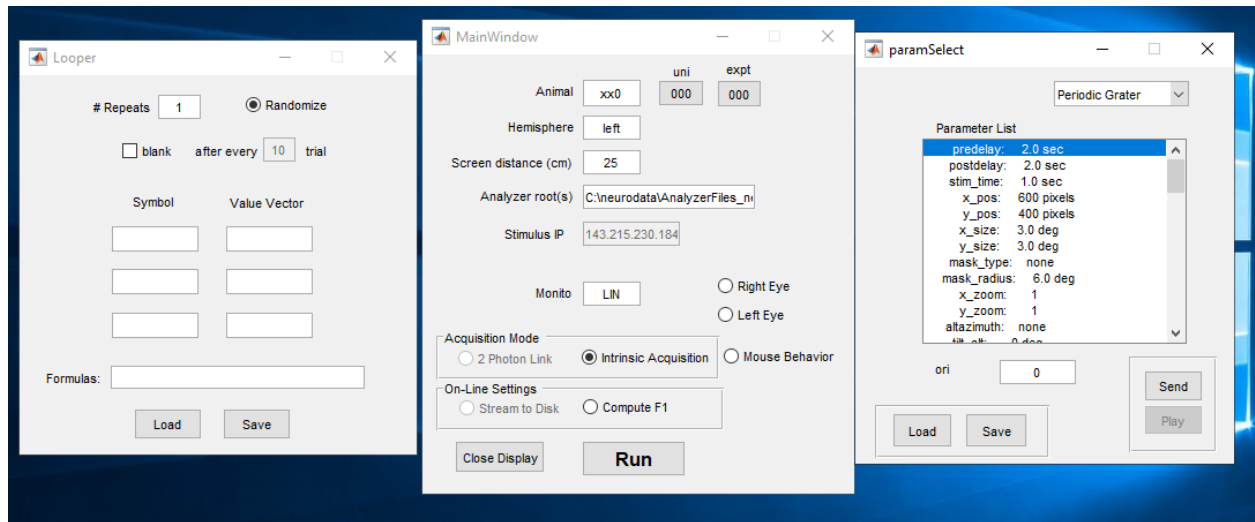 Looper
# Repeats 1 Randomize
blank after every 10 trial
Symbol Value Vector
Formulas:
Load Save
MainWindow
uni expt
Animal xx0 000 000
Hemisphere left
Screen distance (cm) 25
Analyzer root(s) C:\neurodata\AnalyzerFiles_n
Stimulus IP 143.215.230.184
Monito LIN
Right Eye
Left Eye
Acquisition Mode
2 Photon Link Intrinsic Acquisition Mouse Behavior
On-Line Settings
Stream to Disk Compute F1
Close Display Run
paramSelect
Periodic Grater
Parameter List
predelay: 2.0 sec
postdelay: 2.0 sec
stim_time: 1.0 sec
x_pos: 600 pixels
y_pos: 400 pixels
x_size: 3.0 deg
y_size: 3.0 deg
mask_type: none
mask_radius: 6.0 deg
x_zoom: 1
y_zoom: 1
altazimuth: none
tilt_alt: 0 deg
ori 0
Send
Play
Load Save